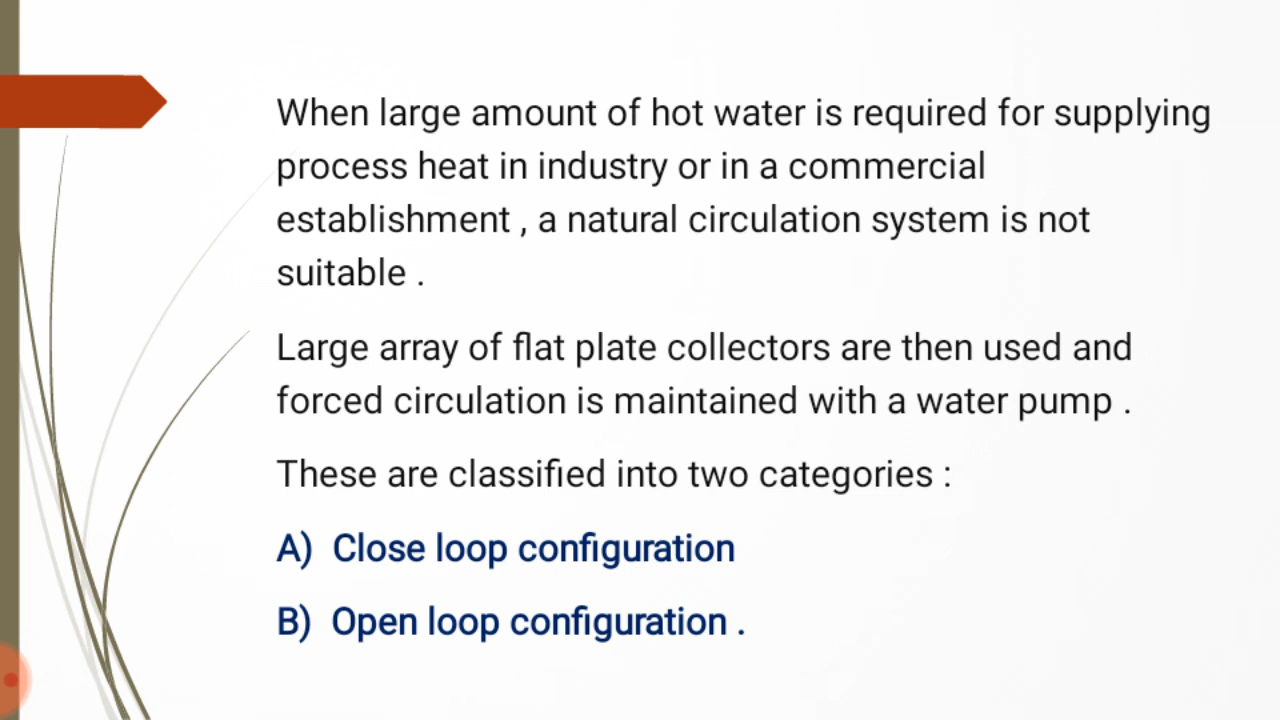 When large amount of hot water is required for supplying
process heat in industry or in a commercial
establishment , a natural circulation system is not
suitable .
Large array of flat plate collectors are then used and
forced circulation is maintained with a water pump .
These are classified into two categories :
A) Close loop configuration
B) Open loop configuration .